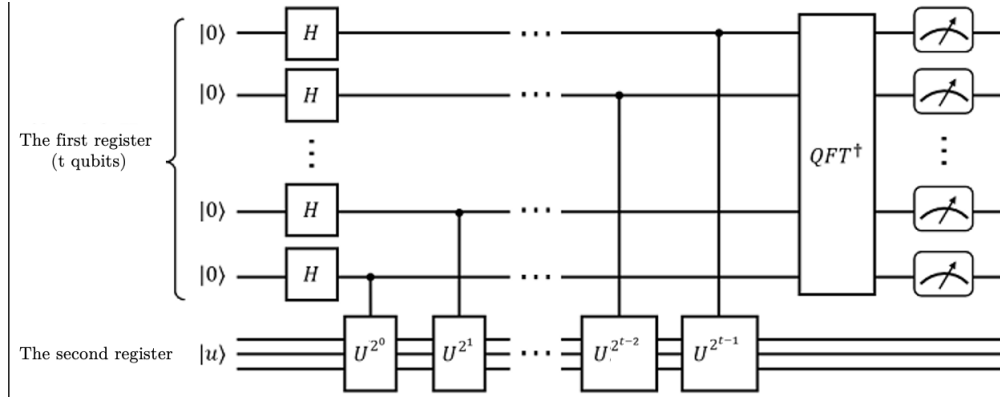 |0⟩ H ...
|0⟩ H ...
The first register
(t qubits)
⋮
QFT†
⋮
|0⟩ H ...
|0⟩ H ...
The second register |u⟩ U^{2^0} U^{2^1} ... U^{2^{t-2}} U^{2^{t-1}}